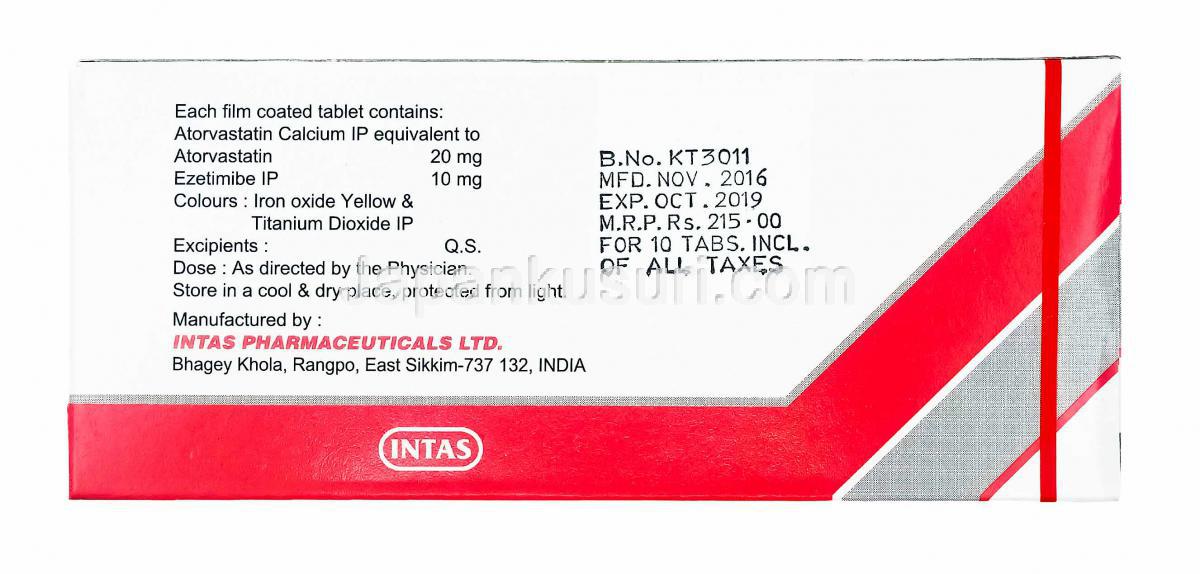 Each film coated tablet contains:
Atorvastatin Calcium IP equivalent to
Atorvastatin 20 mg
Ezetimibe IP 10 mg
Colours : Iron oxide Yellow &
Titanium Dioxide IP
Excipients : Q.S.
Dose : As directed by the Physician.
Store in a cool & dry place, protected from light.
Manufactured by :
INTAS PHARMACEUTICALS LTD.
Bhagey Khola, Rangpo, East Sikkim-737 132, INDIA
B.No. KT3011
MFD. NOV. 2016
EXP. OCT. 2019
M.R.P. Rs. 215.00
FOR 10 TABS. INCL.
OF ALL TAXES
Japankusuri.com
INTAS